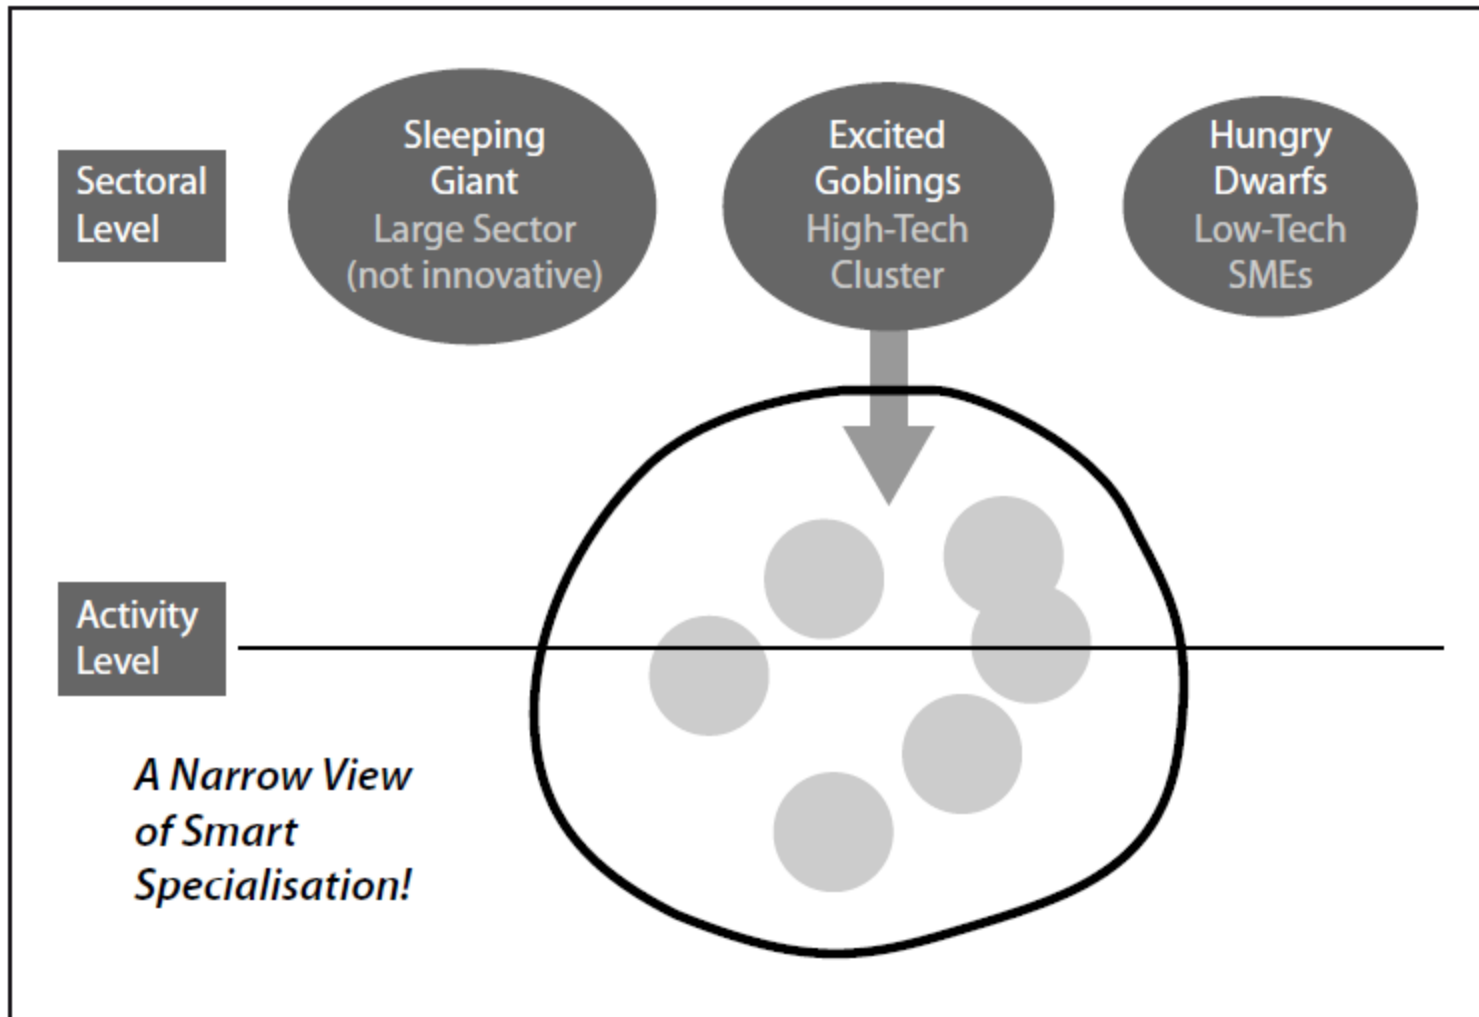 Sleeping
Giant
Large Sector
(not innovative)
Excited
Goblings
High-Tech
Cluster
Hungry
Dwarfs
Low-Tech
SMEs
Sectoral
Level
Activity
Level
A Narrow View
of Smart
Specialisation!